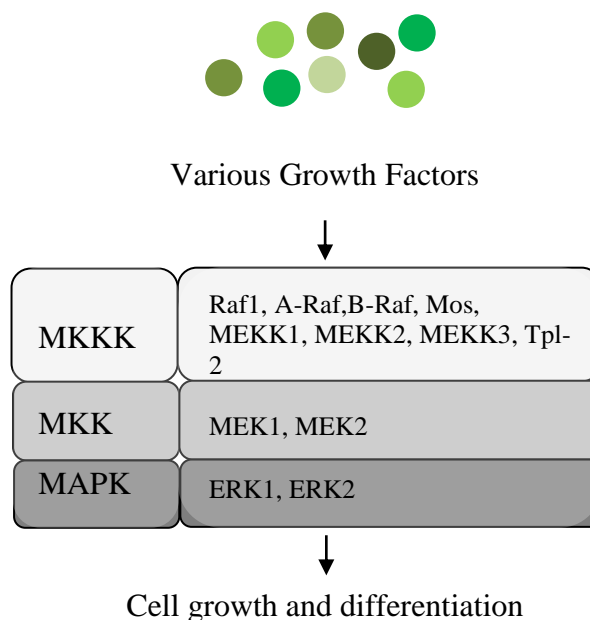 Various Growth Factors
MKKK
Raf1, A-Raf,B-Raf, Mos,
MEKK1, MEKK2, MEKK3, Tpl-
2
MKK
MEK1, MEK2
MAPK
ERK1, ERK2
Cell growth and differentiation